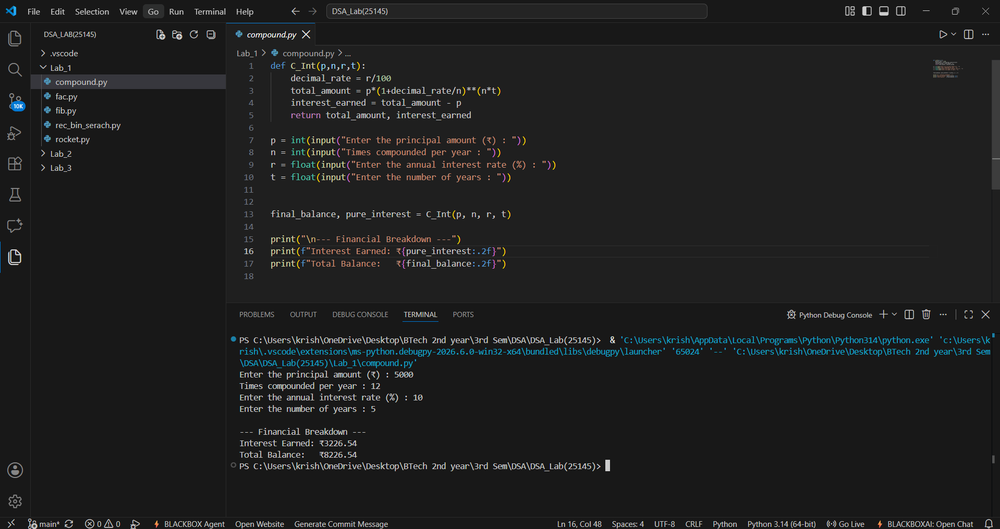 File Edit Selection View Go Run Terminal Help DSA_Lab(25145)
DSA_LAB(25145)
.vscode
Lab_1
compound.py
fac.py
fib.py
rec_bin_serach.py
rocket.py
Lab_2
Lab_3
10K
compound.py
Lab_1 > compound.py > ...
1 def C_Int(p,n,r,t):
2     decimal_rate = r/100
3     total_amount = p*(1+decimal_rate/n)**(n*t)
4     interest_earned = total_amount - p
5     return total_amount, interest_earned
6
7 p = int(input("Enter the principal amount (₹) : "))
8 n = int(input("Times compounded per year : "))
9 r = float(input("Enter the annual interest rate (%) : "))
10 t = float(input("Enter the number of years : "))
11
12
13 final_balance, pure_interest = C_Int(p, n, r, t)
14
15 print("\n--- Financial Breakdown ---")
16 print(f"Interest Earned: ₹{pure_interest:.2f}")
17 print(f"Total Balance:   ₹{final_balance:.2f}")
18
PROBLEMS OUTPUT DEBUG CONSOLE TERMINAL PORTS Python Debug Console
PS C:\Users\krish\OneDrive\Desktop\BTech 2nd year\3rd Sem\DSA\DSA_Lab(25145)>  & 'C:\Users\krish\AppData\Local\Programs\Python\Python314\python.exe' 'c:\Users\k
rish\.vscode\extensions\ms-python.debugpy-2026.6.0-win32-x64\bundled\libs\debugpy\launcher' '65024' '--' 'C:\Users\krish\OneDrive\Desktop\BTech 2nd year\3rd Sem
\DSA\DSA_Lab(25145)\Lab_1\compound.py'
Enter the principal amount (₹) : 5000
Times compounded per year : 12
Enter the annual interest rate (%) : 10
Enter the number of years : 5
--- Financial Breakdown ---
Interest Earned: ₹3226.54
Total Balance:   ₹8226.54
PS C:\Users\krish\OneDrive\Desktop\BTech 2nd year\3rd Sem\DSA\DSA_Lab(25145)>
main* 0 0 BLACKBOX Agent Open Website Generate Commit Message Ln 16, Col 48 Spaces: 4 UTF-8 CRLF Python Python 3.14 (64-bit) Go Live BLACKBOXAI: Open Chat